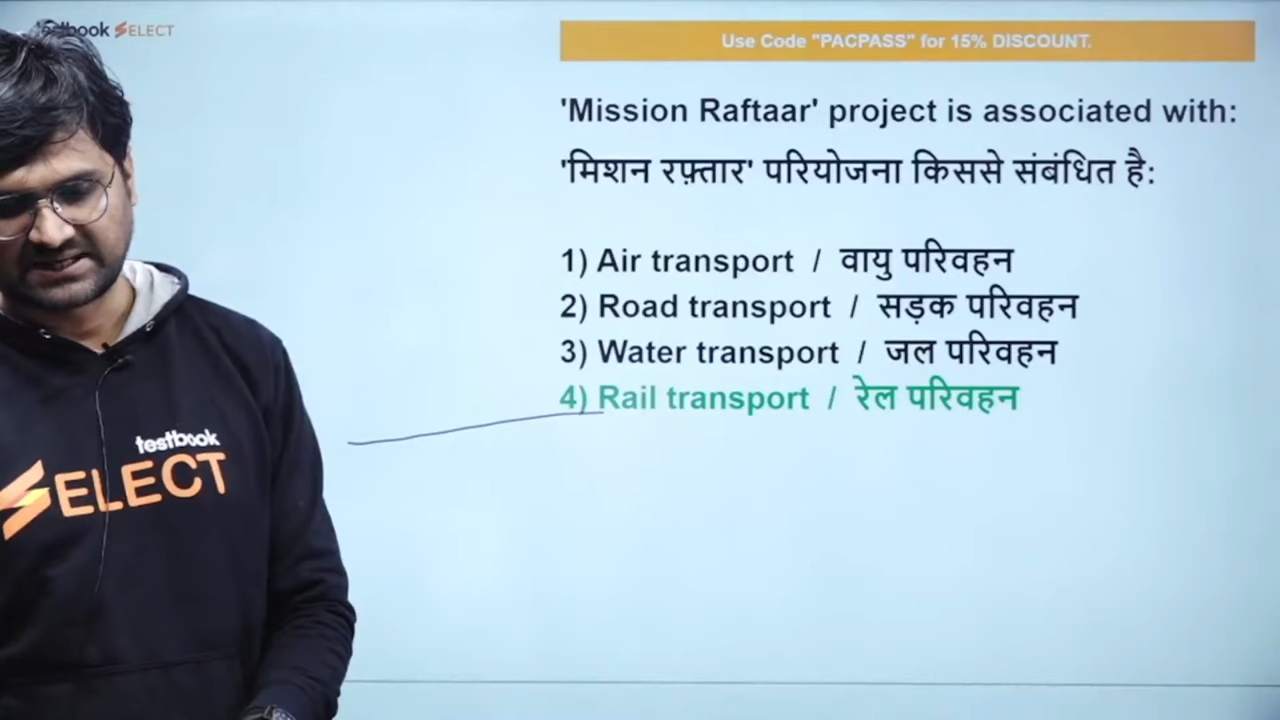 testbook SELECT
Use Code "PACPASS" for 15% DISCOUNT.
'Mission Raftaar' project is associated with:
'मिशन रफ़्तार' परियोजना किससे संबंधित है:
1) Air transport / वायु परिवहन
2) Road transport / सड़क परिवहन
3) Water transport / जल परिवहन
4) Rail transport / रेल परिवहन
testbook
SELECT